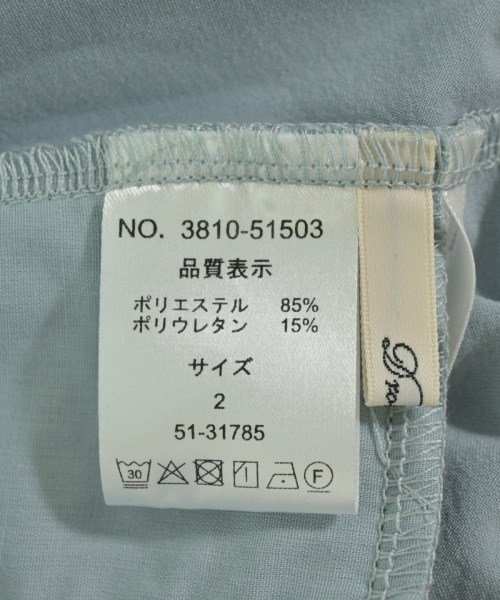 NO. 3810-51503
品質表示
ポリエステル 85%
ポリウレタン 15%
サイズ
2
51-31785
30 F